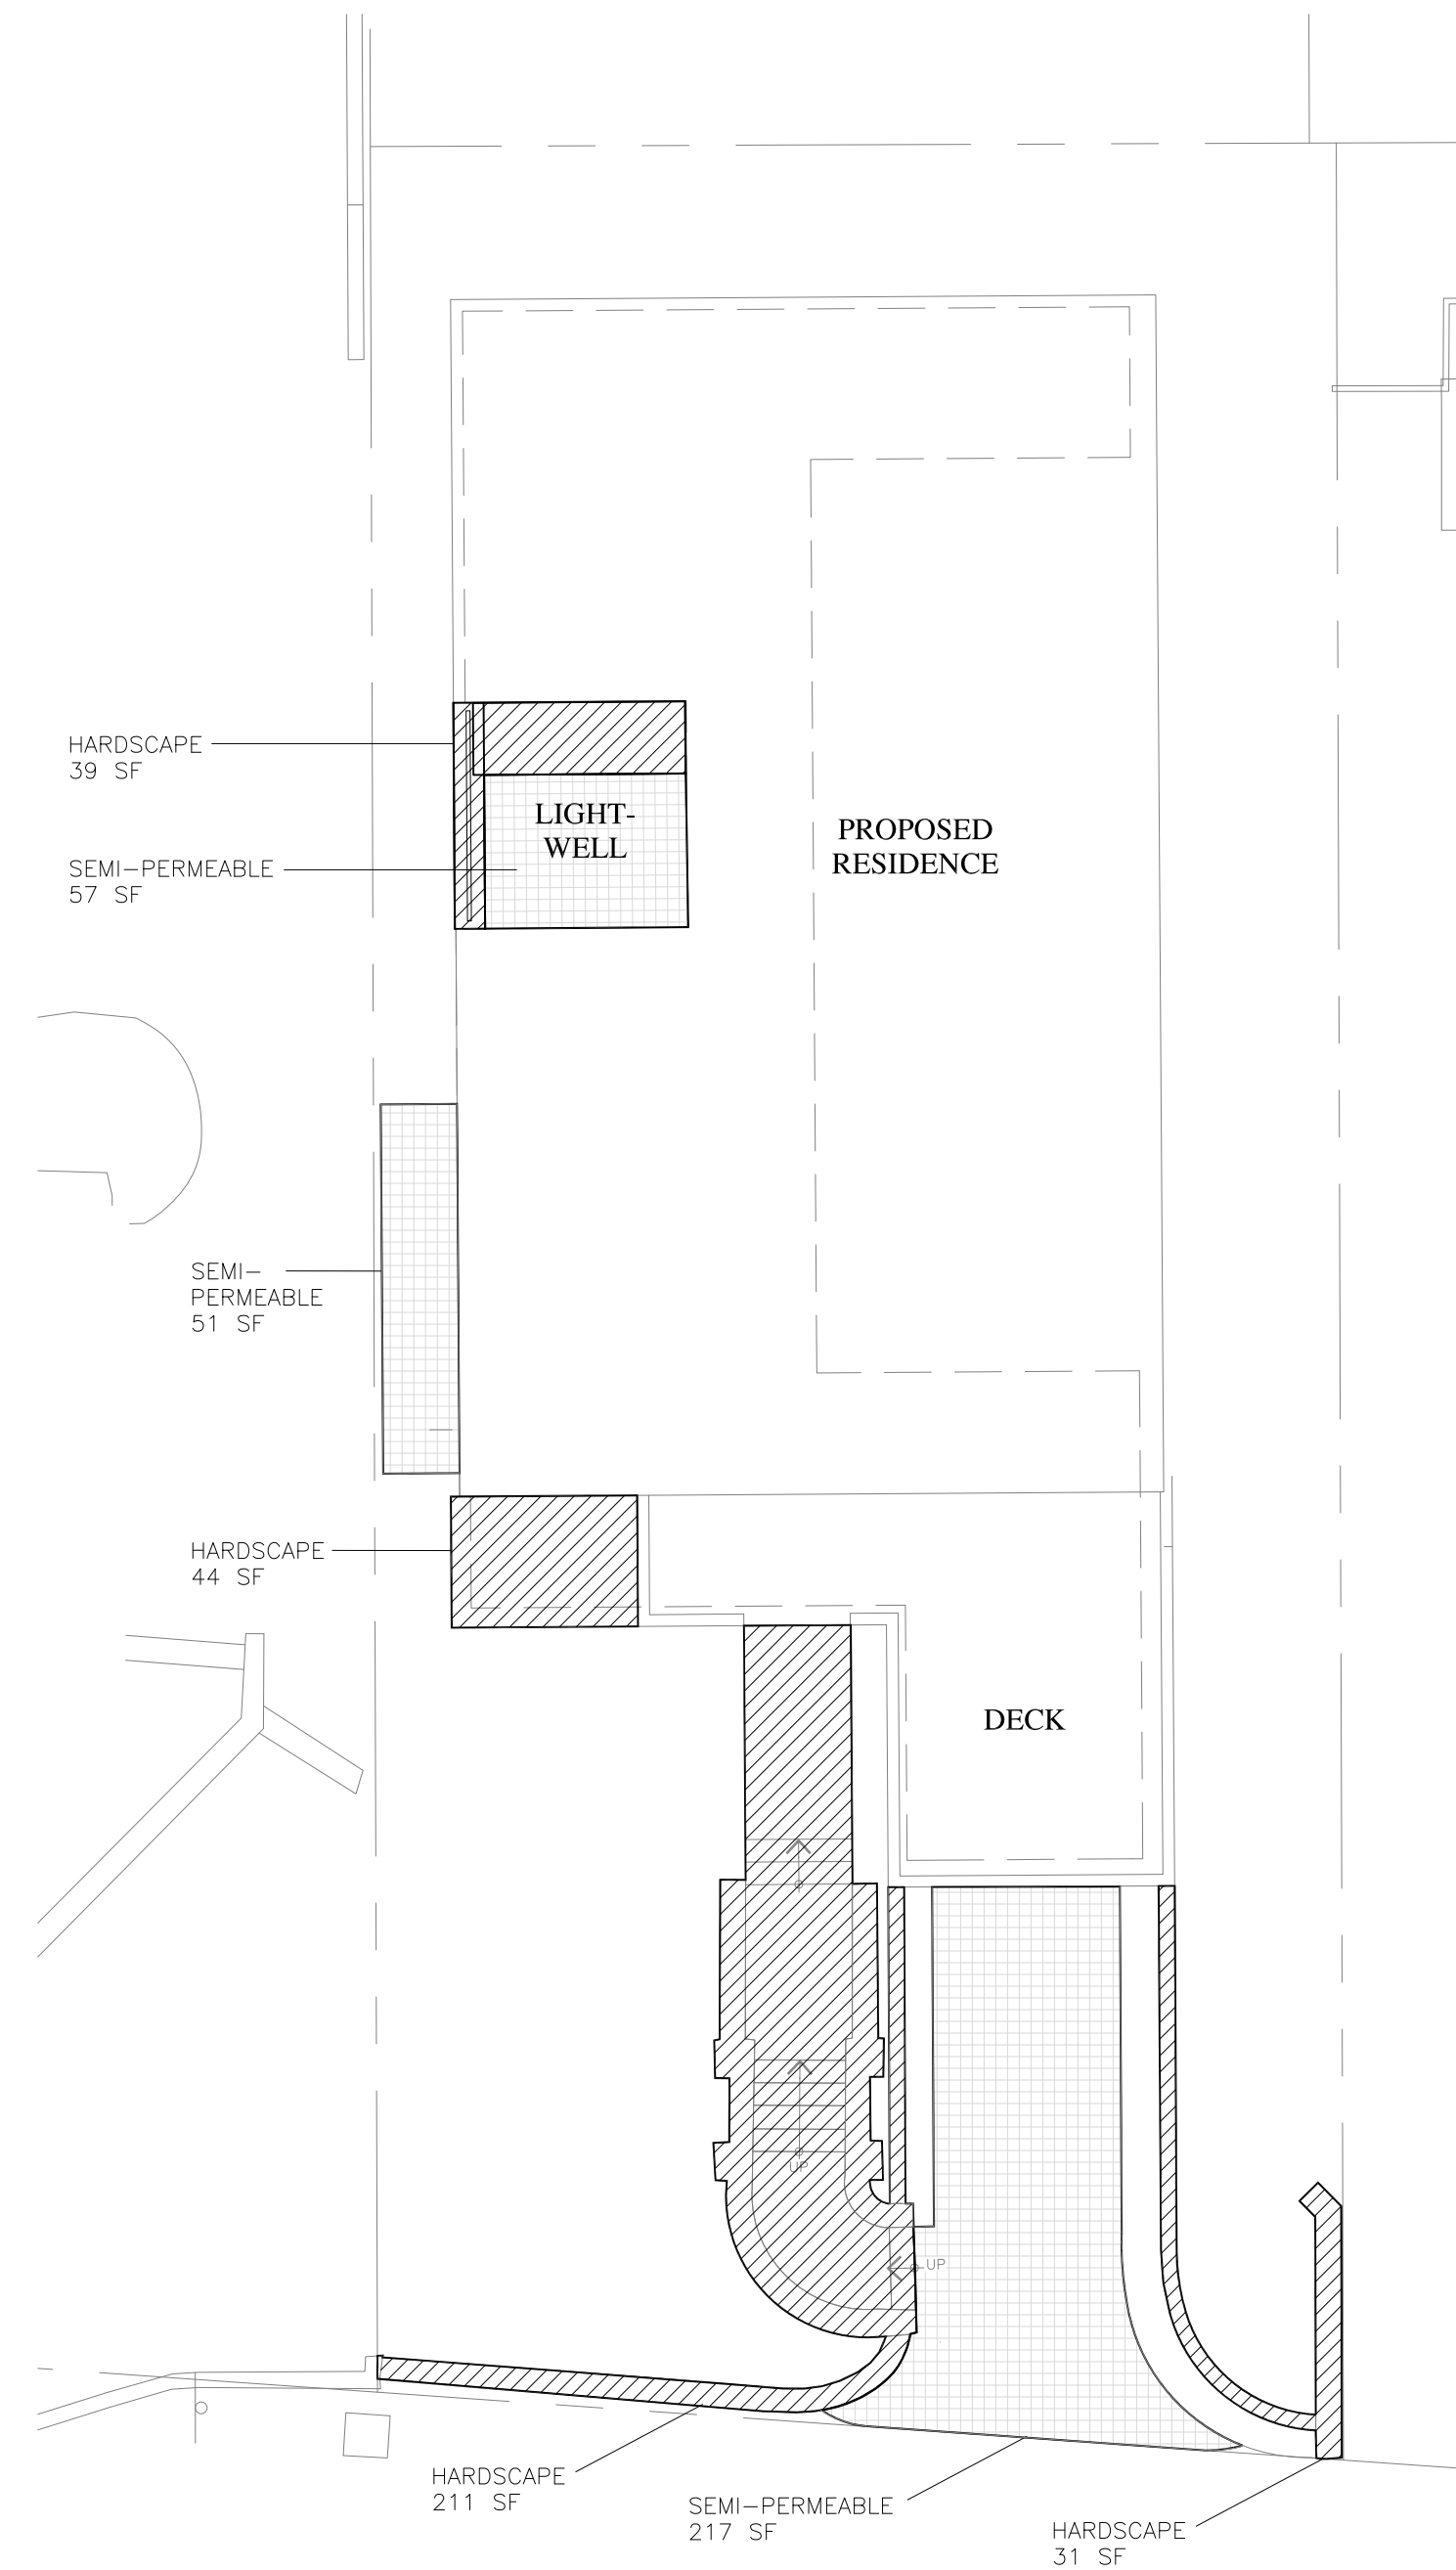 HARDSCAPE
39 SF
LIGHT-
WELL
PROPOSED
RESIDENCE
SEMI-PERMEABLE
57 SF
SEMI-
PERMEABLE
51 SF
HARDSCAPE
44 SF
DECK
UP
UP
HARDSCAPE
211 SF
SEMI-PERMEABLE
217 SF
HARDSCAPE
31 SF